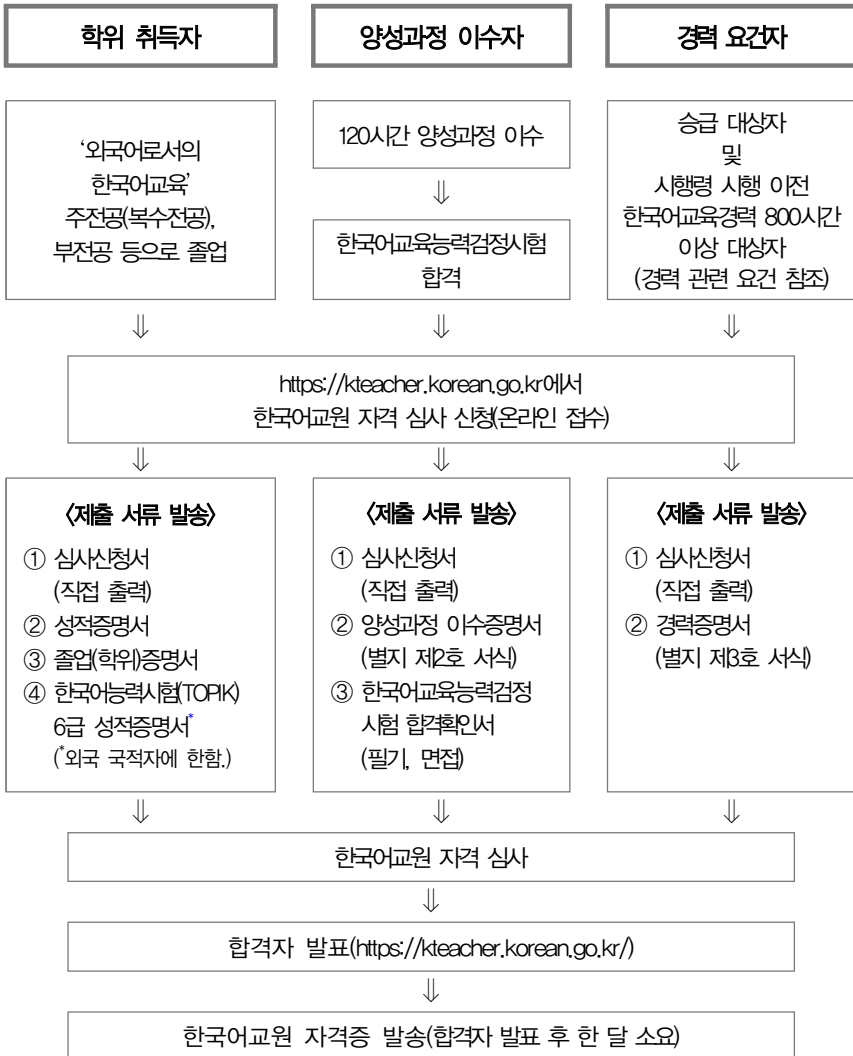 학위 취득자
양성과정 이수자
경력 요건자
‘외국어로서의
한국어교육’
주전공(복수전공),
부전공 등으로 졸업
120시간 양성과정 이수
⇓
한국어교육능력검정시험
합격
승급 대상자
및
시행령 시행 이전
한국어교육경력 800시간
이상 대상자
(경력 관련 요건 참조)
⇓ ⇓ ⇓
https://kteacher.korean.go.kr에서
한국어교원 자격 심사 신청(온라인 접수)
⇓ ⇓ ⇓
〈제출 서류 발송〉
① 심사신청서
(직접 출력)
② 성적증명서
③ 졸업(학위)증명서
④ 한국어능력시험(TOPIK)
6급 성적증명서*
(*외국 국적자에 한함.)
〈제출 서류 발송〉
① 심사신청서
(직접 출력)
② 양성과정 이수증명서
(별지 제2호 서식)
③ 한국어교육능력검정
시험 합격확인서
(필기, 면접)
〈제출 서류 발송〉
① 심사신청서
(직접 출력)
② 경력증명서
(별지 제3호 서식)
⇓ ⇓ ⇓
한국어교원 자격 심사
⇓
합격자 발표(https://kteacher.korean.go.kr/)
⇓
한국어교원 자격증 발송(합격자 발표 후 한 달 소요)